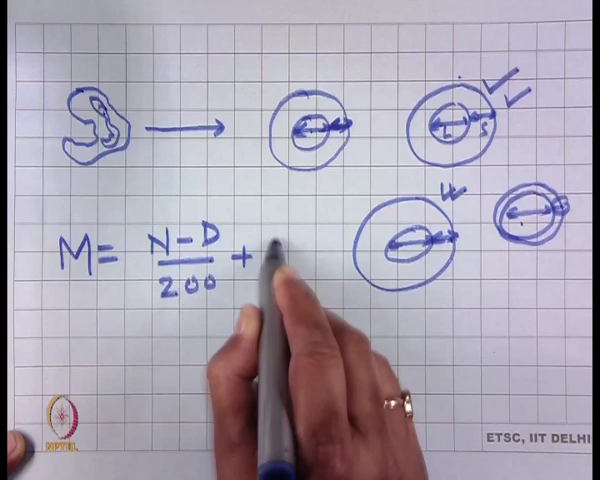 L S
S
M = N - D / 200 +
NPTEL
ETSC, IIT DELHI